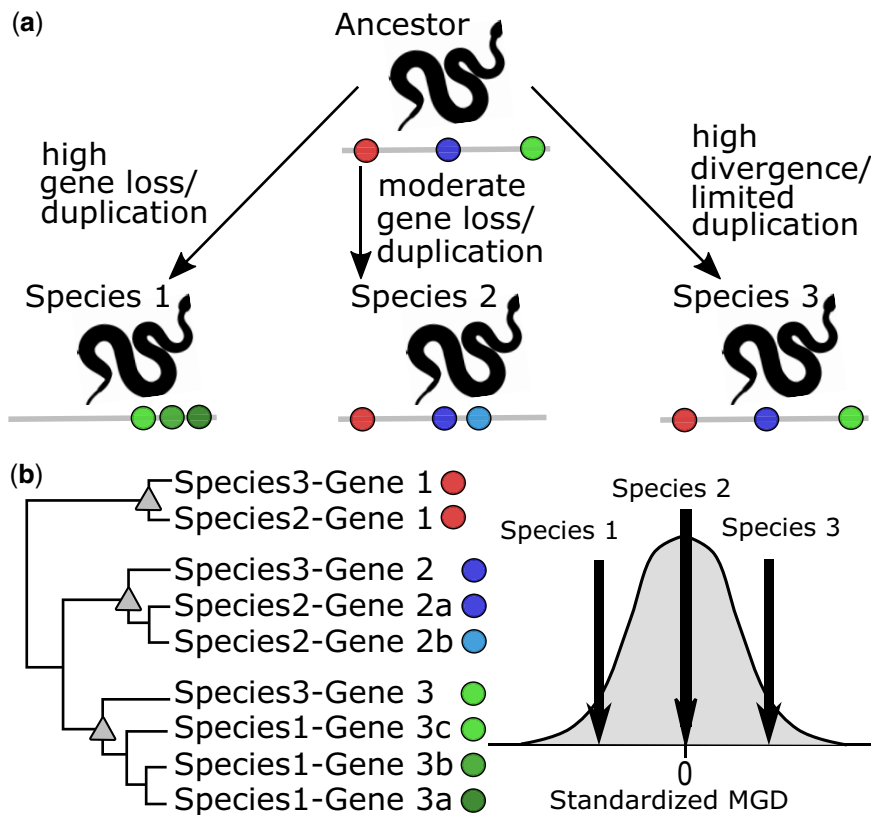 (a)
Ancestor
high
gene loss/
duplication
moderate
gene loss/
duplication
high
divergence/
limited
duplication
Species 1
Species 2
Species 3
(b)
Species3-Gene 1
Species2-Gene 1
Species3-Gene 2
Species2-Gene 2a
Species2-Gene 2b
Species3-Gene 3
Species1-Gene 3c
Species1-Gene 3b
Species1-Gene 3a
Species 1
Species 2
Species 3
0
Standardized MGD